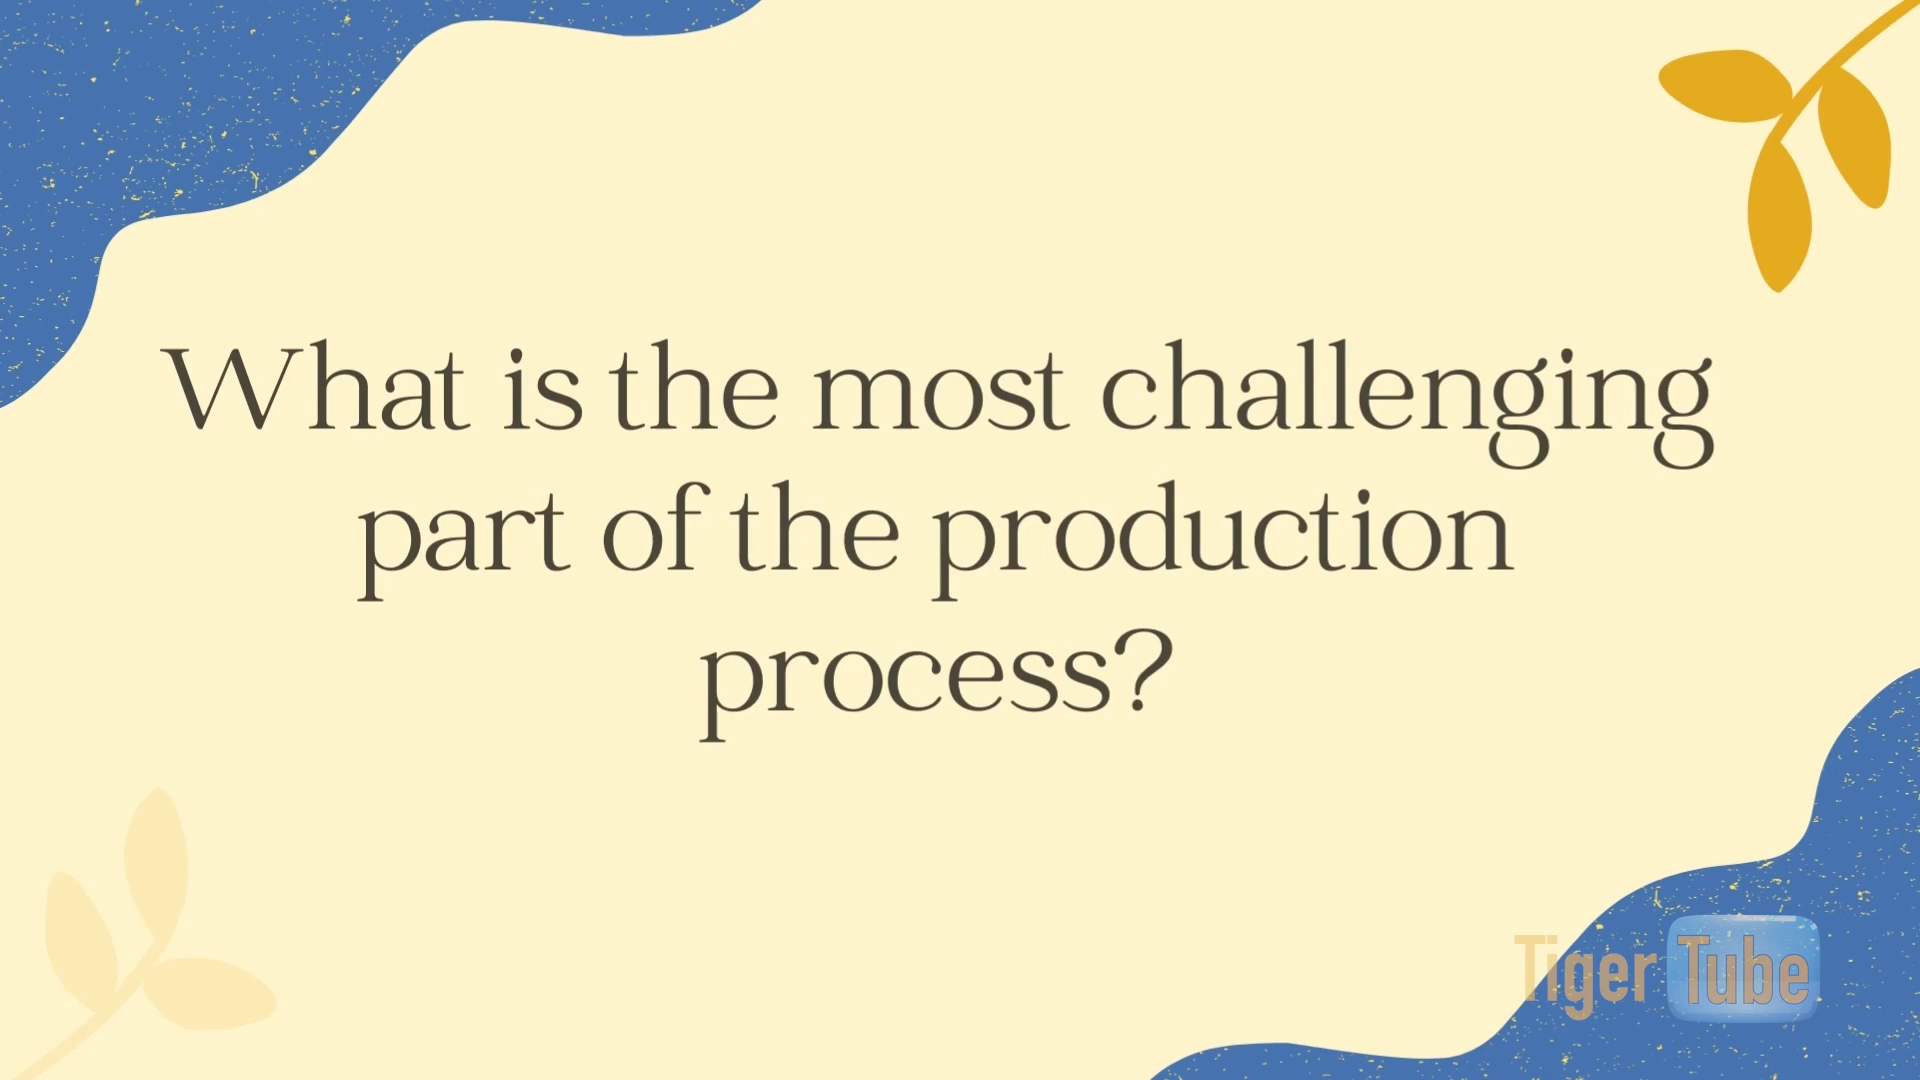 What is the most challenging
part of the production
process?
Tiger Tube